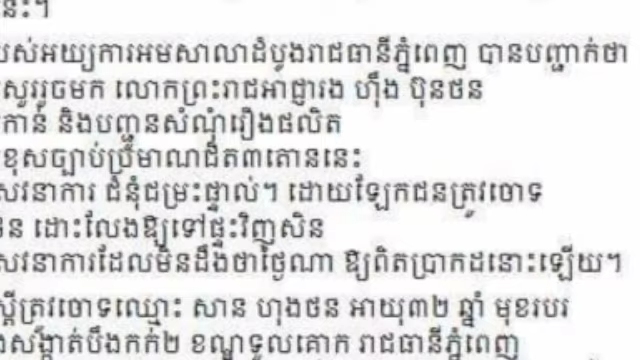 នេះ។
របស់អយ្យការអមសាលាដំបូងរាជធានីភ្នំពេញ បានបញ្ជាក់ថា
សួររួចមក លោកព្រះរាជអាជ្ញារង ហ៊ឹង ប៊ុនថន
កាន់ និងបញ្ជូនសំណុំរឿងផលិត
ខុសច្បាប់ប្រមាណជិត៣តោននេះ
សវនាការ ជំនុំជម្រះផ្ទាល់។ ដោយឡែកជនត្រូវចោទ
ដោះលែងឱ្យទៅផ្ទះវិញសិន
សវនាការដែលមិនដឹងថាថ្ងៃណា ឱ្យពិតប្រាកដនោះឡើយ។
ស្តីត្រូវចោទឈ្មោះ សាន ហុងថន អាយុ៣២ ឆ្នាំ មុខរបរ
សង្កាត់បឹងកក់២ ខណ្ឌទួលគោក រាជធានីភ្នំពេញ